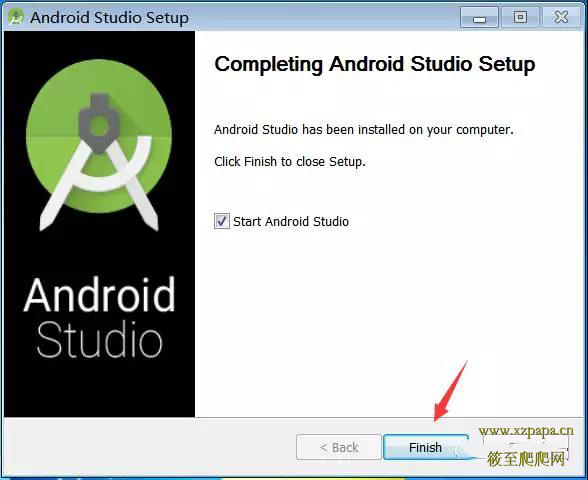 Android Studio Setup
Completing Android Studio Setup
Android Studio has been installed on your computer.
Click Finish to close Setup.
Start Android Studio
Android
Studio
< Back
Finish
www.xzpapa.cn
筱至爬爬网